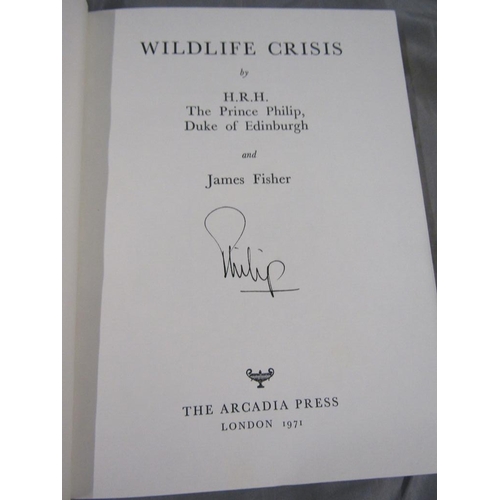 WILDLIFE CRISIS
by
H.R.H.
The Prince Philip,
Duke of Edinburgh
and
James Fisher
Philip
THE ARCADIA PRESS
LONDON 1971